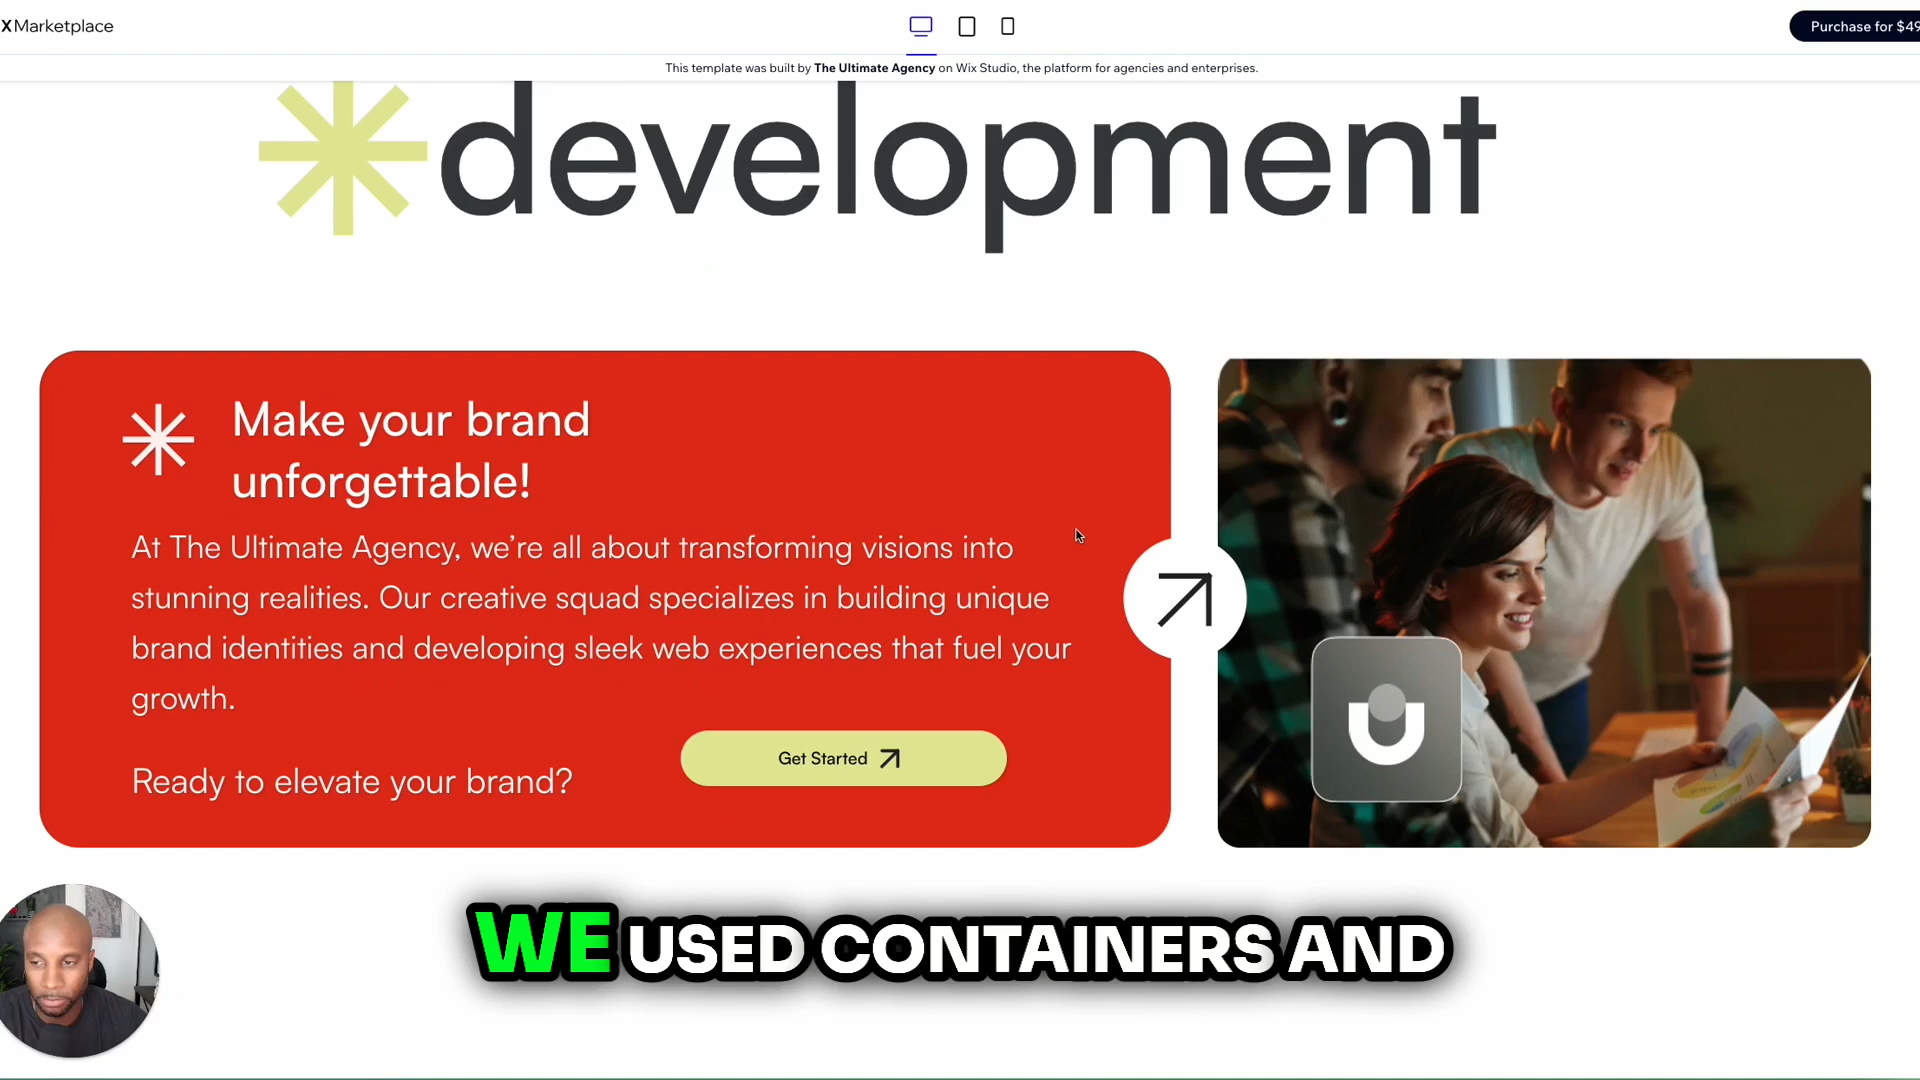 X Marketplace
Purchase for $49
This template was built by The Ultimate Agency on Wix Studio, the platform for agencies and enterprises.
development
Make your brand
unforgettable!
At The Ultimate Agency, we're all about transforming visions into
stunning realities. Our creative squad specializes in building unique
brand identities and developing sleek web experiences that fuel your
growth.
Get Started
Ready to elevate your brand?
WE USED CONTAINERS AND